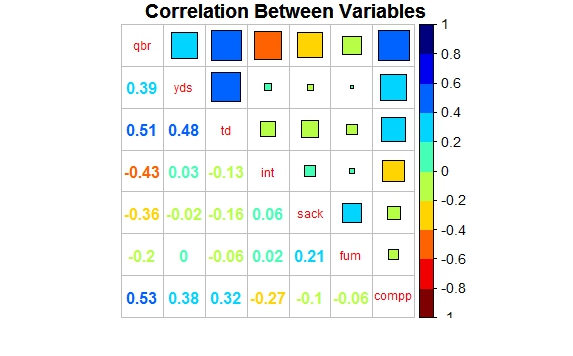 Correlation Between Variables
qbr
0.39 yds
0.51 0.48 td
-0.43 0.03 -0.13 int
-0.36 -0.02 -0.16 0.06 sack
-0.2 0 -0.06 0.02 0.21 fum
0.53 0.38 0.32 -0.27 -0.1 -0.06 compp
1
0.8
0.6
0.4
0.2
0
-0.2
-0.4
-0.6
-0.8
-1